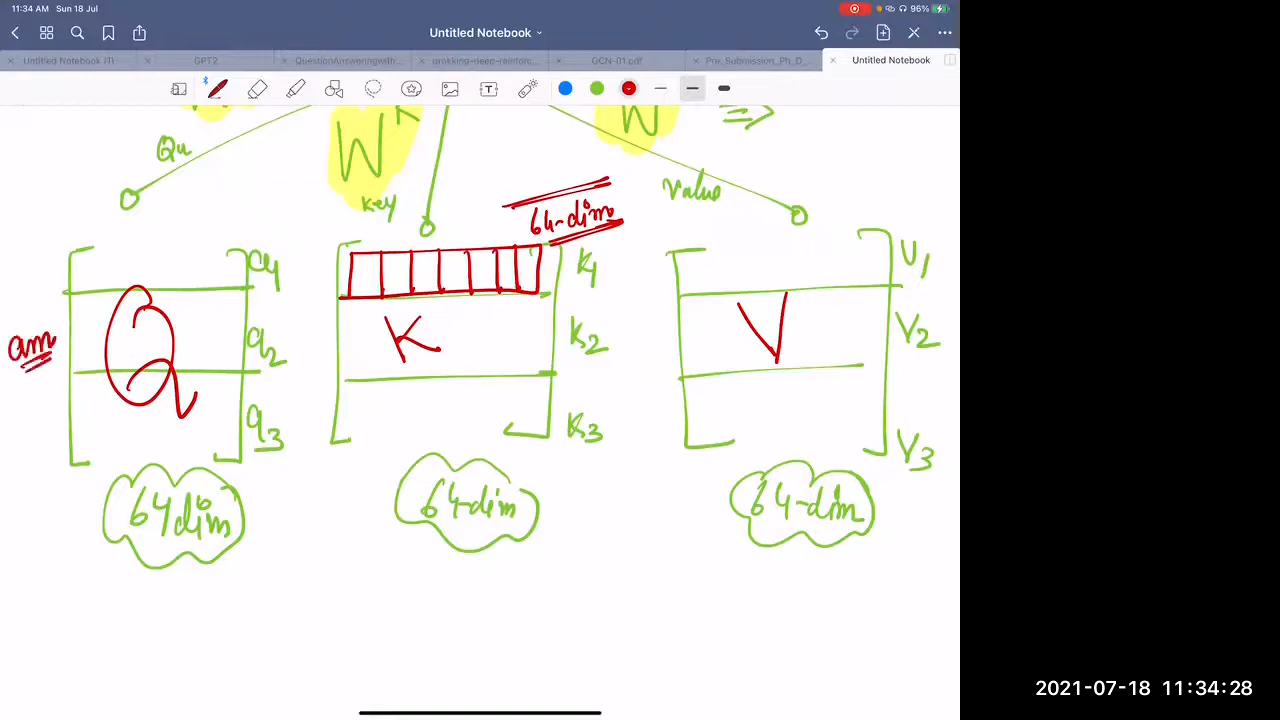 11:34 AM Sun 18 Jul
96%
Untitled Notebook
Untitled Notebook (1)
GPT2
QuestionAnsweringwith...
GCN-01.pdf
Untitled Notebook
T
K
W
W
Qu
key
Value
64-dim
q1
K1
V1
am
Q
q2
K
K2
V
V2
q3
K3
V3
64dim
64-dim
64-dim
2021-07-18 11:34:28